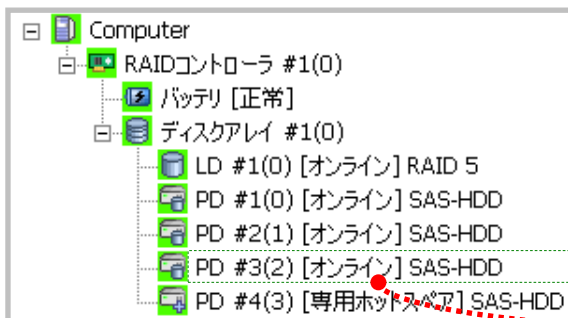 Computer
RAIDコントローラ #1(0)
バッテリ [正常]
ディスクアレイ #1(0)
LD #1(0) [オンライン] RAID 5
PD #1(0) [オンライン] SAS-HDD
PD #2(1) [オンライン] SAS-HDD
PD #3(2) [オンライン] SAS-HDD
PD #4(3) [専用ホットスペア] SAS-HDD